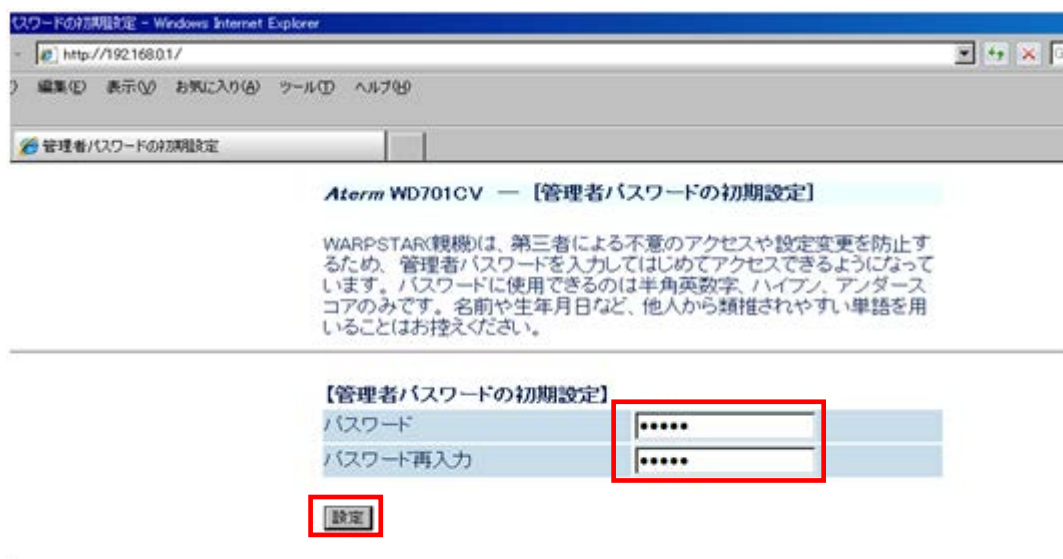 スワードの初期設定 - Windows Internet Explorer
http://192.168.0.1/
) 編集(E) 表示(V) お気に入り(A) ツール(T) ヘルプ(H)
管理者パスワードの初期設定
Aterm WD701CV ― [管理者パスワードの初期設定]
WARPSTAR(親機)は、第三者による不意のアクセスや設定変更を防止す
るため、管理者パスワードを入力してはじめてアクセスできるようになって
います。パスワードに使用できるのは半角英数字、ハイフン、アンダース
コアのみです。名前や生年月日など、他人から類推されやすい単語を用
いることはお控えください。
【管理者パスワードの初期設定】
パスワード ●●●●●
パスワード再入力 ●●●●●
設定